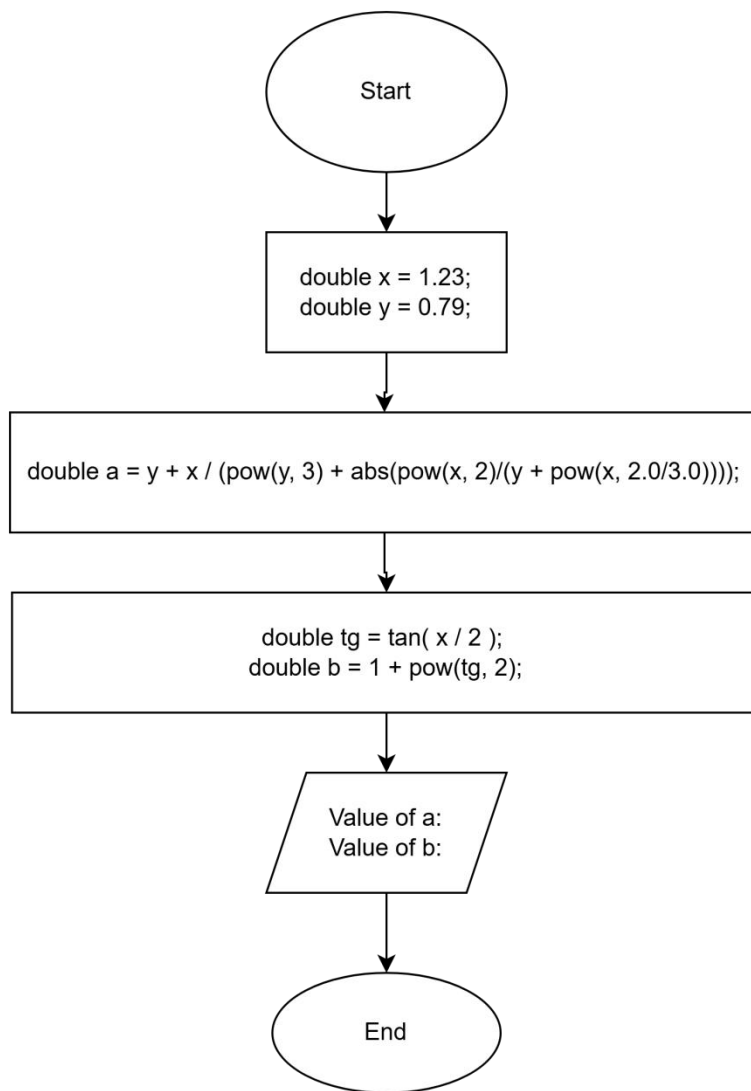 Start
double x = 1.23;
double y = 0.79;
double a = y + x / (pow(y, 3) + abs(pow(x, 2)/(y + pow(x, 2.0/3.0))));
double tg = tan( x / 2 );
double b = 1 + pow(tg, 2);
Value of a:
Value of b:
End